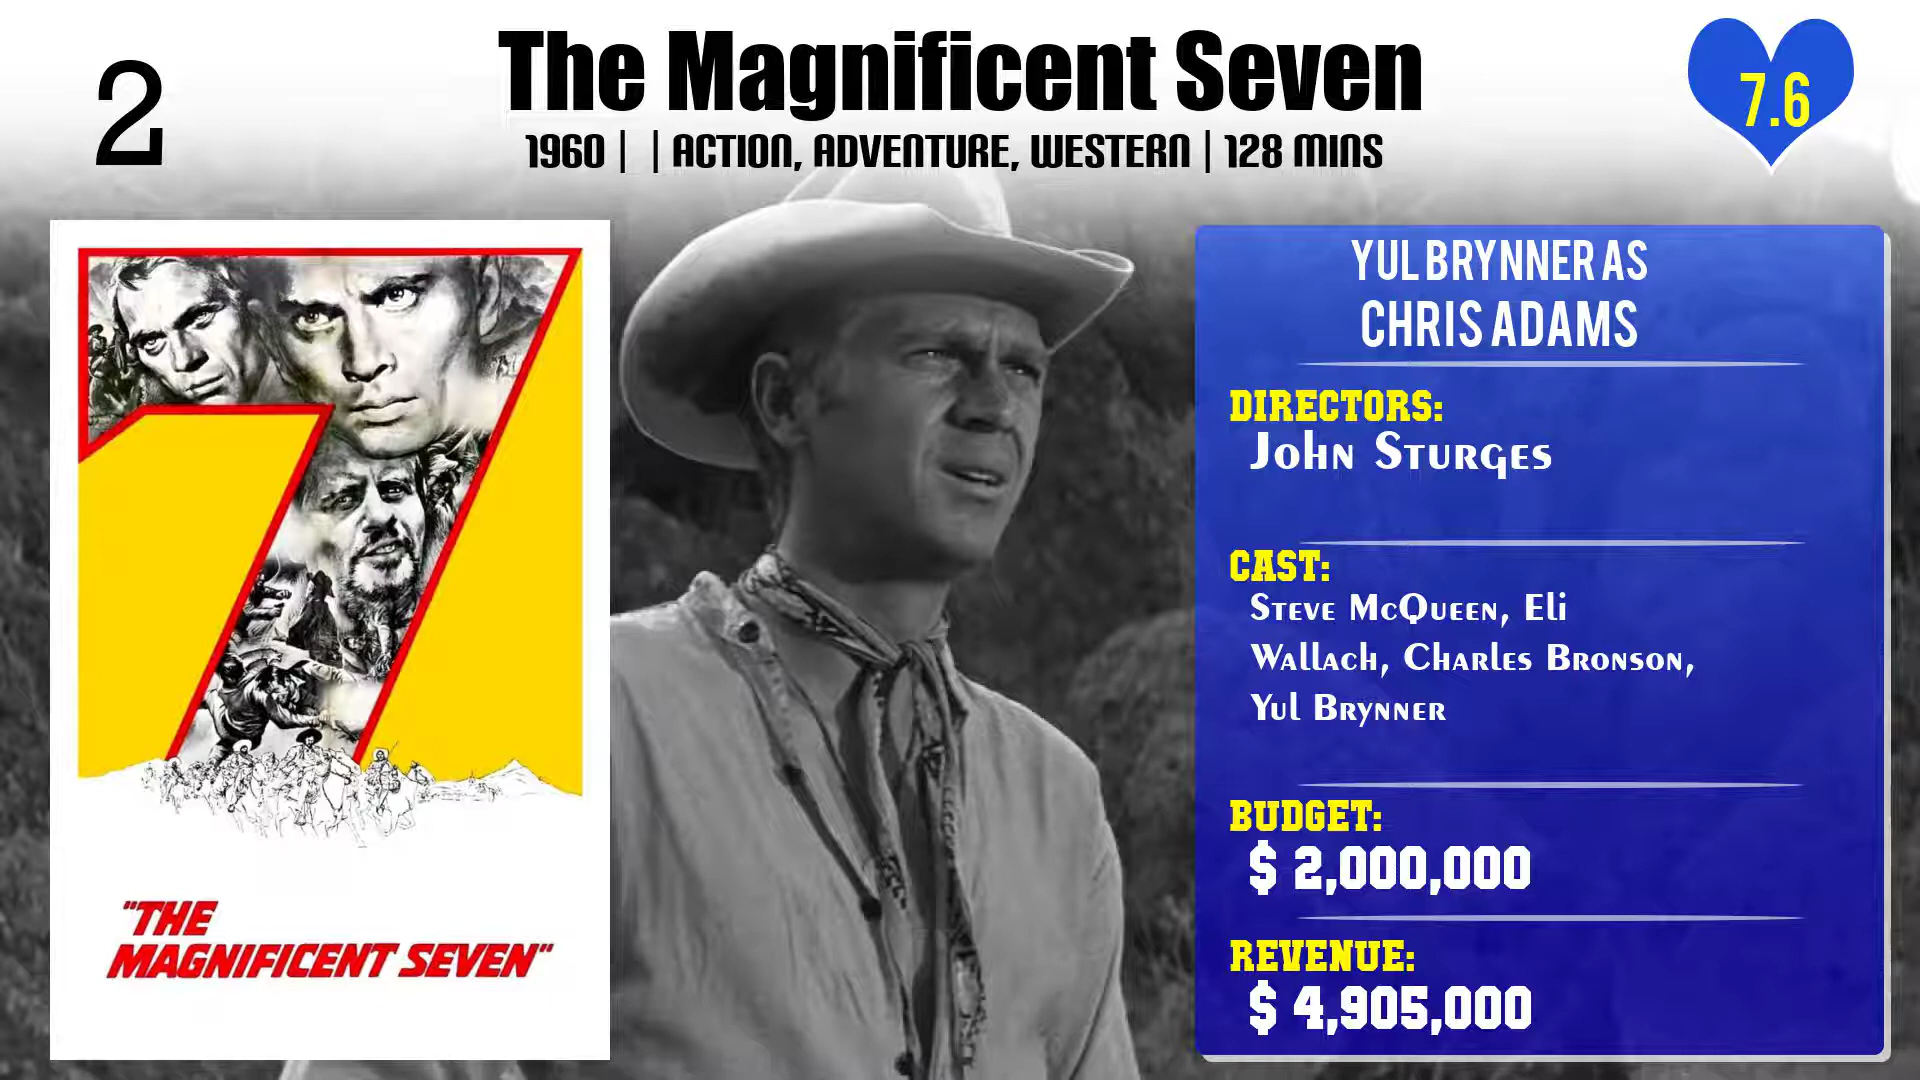 2
The Magnificent Seven
7.6
1960 | | ACTION, ADVENTURE, WESTERN | 128 MINS
"THE
MAGNIFICENT SEVEN"
YUL BRYNNER AS
CHRIS ADAMS
DIRECTORS:
John Sturges
CAST:
Steve McQueen, Eli
Wallach, Charles Bronson,
Yul Brynner
BUDGET:
$ 2,000,000
REVENUE:
$ 4,905,000